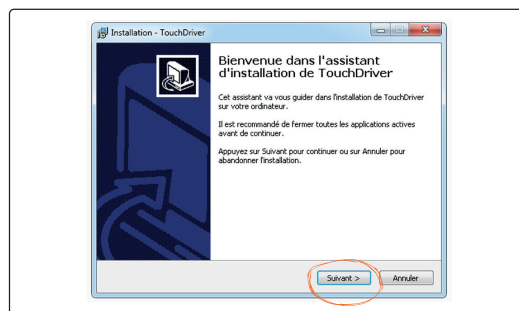 Installation - TouchDriver
Bienvenue dans l'assistant
d'installation de TouchDriver
Cet assistant va vous guider dans l'installation de TouchDriver
sur votre ordinateur.
Il est recommandé de fermer toutes les applications actives
avant de continuer.
Appuyez sur Suivant pour continuer ou sur Annuler pour
abandonner l'installation.
Suivant >
Annuler